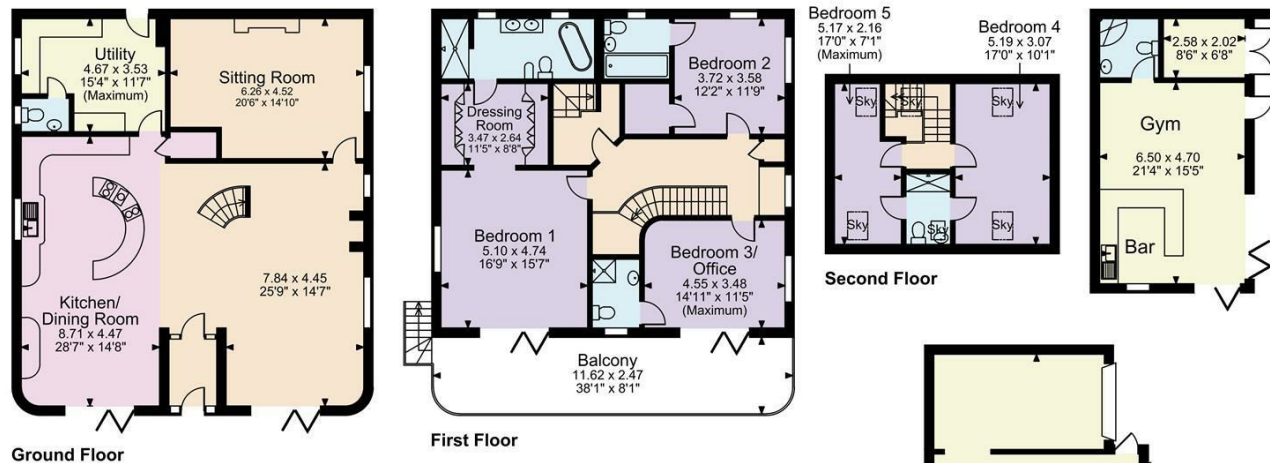 Utility
4.67 x 3.53
15'4" x 11'7"
(Maximum)
Sitting Room
6.26 x 4.52
20'6" x 14'10"
Kitchen/
Dining Room
8.71 x 4.47
28'7" x 14'8"
7.84 x 4.45
25'9" x 14'7"
Ground Floor
Bedroom 2
3.72 x 3.58
12'2" x 11'9"
Dressing
Room
3.47 x 2.64
11'5" x 8'8"
Bedroom 1
5.10 x 4.74
16'9" x 15'7"
Bedroom 3/
Office
4.55 x 3.48
14'11" x 11'5"
(Maximum)
Balcony
11.62 x 2.47
38'1" x 8'1"
First Floor
Bedroom 5
5.17 x 2.16
17'0" x 7'1"
(Maximum)
Bedroom 4
5.19 x 3.07
17'0" x 10'1"
Sky
Sky
Sky
Sky
Sky
Sky
Second Floor
2.58 x 2.02
8'6" x 6'8"
Gym
6.50 x 4.70
21'4" x 15'5"
Bar